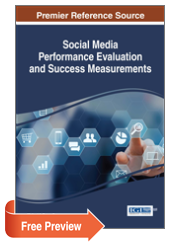 Premier Reference Source
Social Media
Performance Evaluation
and Success Measurements
Free Preview